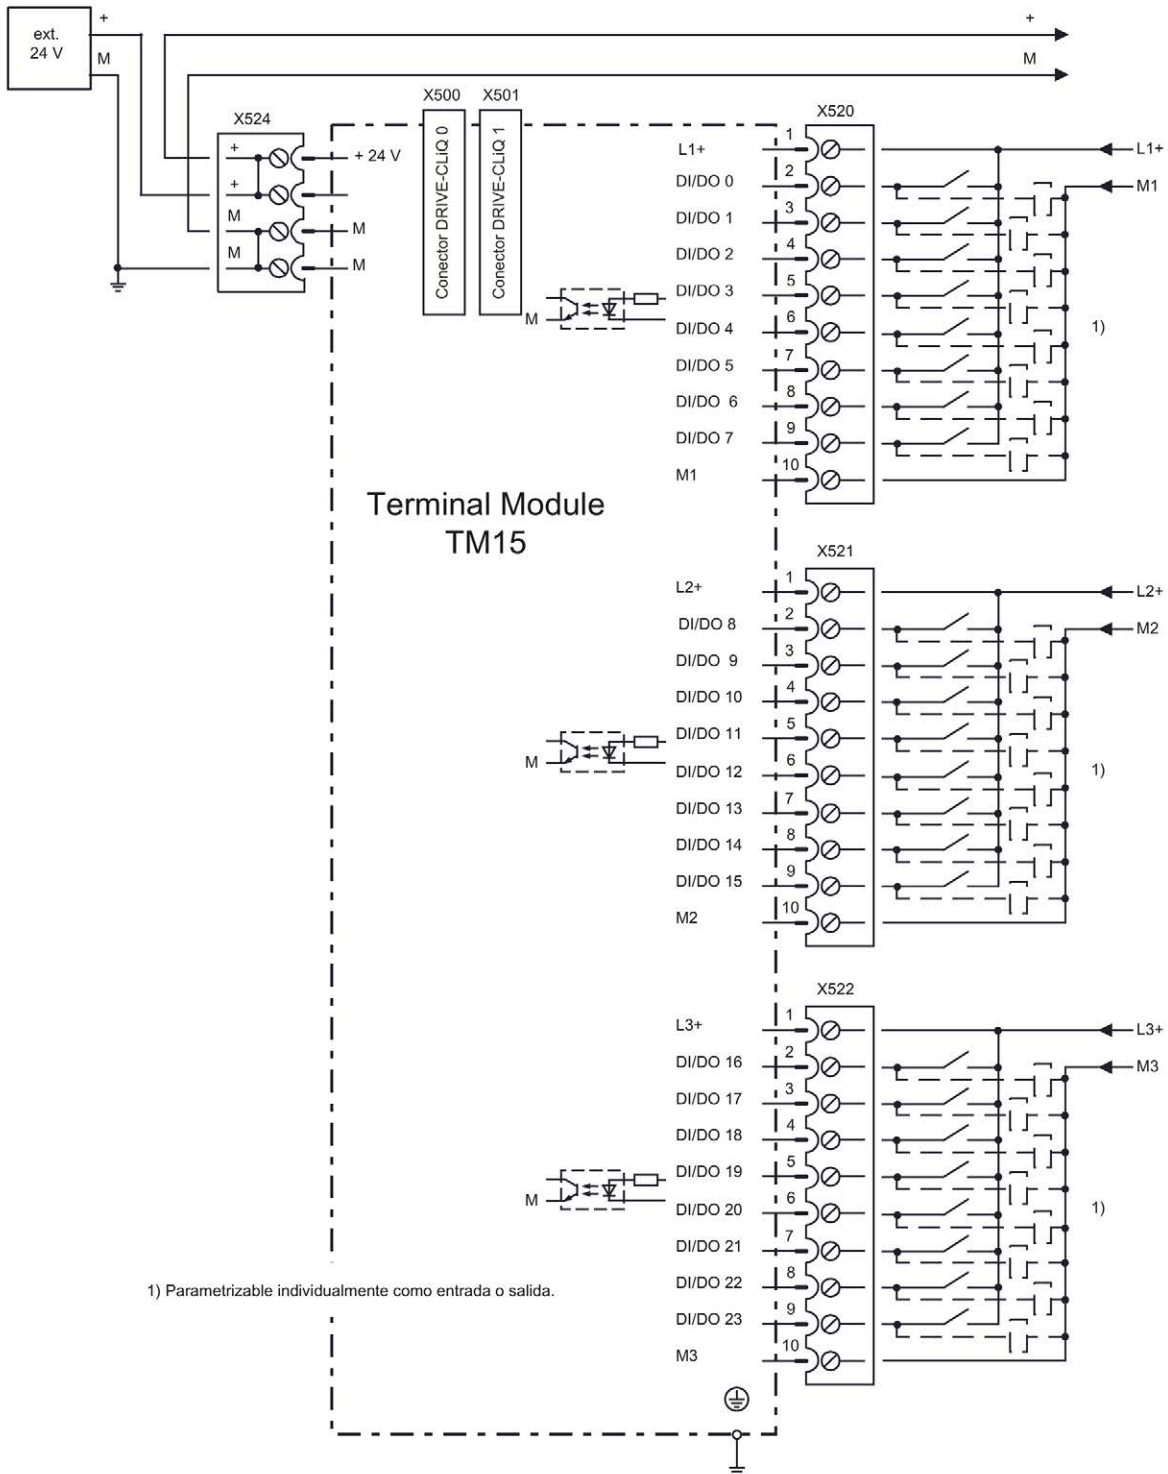 ext.
24 V
+
M
+
M
X524
+
+
M
M
+ 24 V
M
M
X500
X501
Conector DRIVE-CLiQ 0
Conector DRIVE-CLiQ 1
X520
L1+ 1
DI/DO 0 2
DI/DO 1 3
DI/DO 2 4
DI/DO 3 5
DI/DO 4 6
DI/DO 5 7
DI/DO 6 8
DI/DO 7 9
M1 10
M
L1+
M1
1)
Terminal Module
TM15
X521
L2+ 1
DI/DO 8 2
DI/DO 9 3
DI/DO 10 4
DI/DO 11 5
DI/DO 12 6
DI/DO 13 7
DI/DO 14 8
DI/DO 15 9
M2 10
M
L2+
M2
1)
X522
L3+ 1
DI/DO 16 2
DI/DO 17 3
DI/DO 18 4
DI/DO 19 5
DI/DO 20 6
DI/DO 21 7
DI/DO 22 8
DI/DO 23 9
M3 10
M
L3+
M3
1)
1) Parametrizable individualmente como entrada o salida.